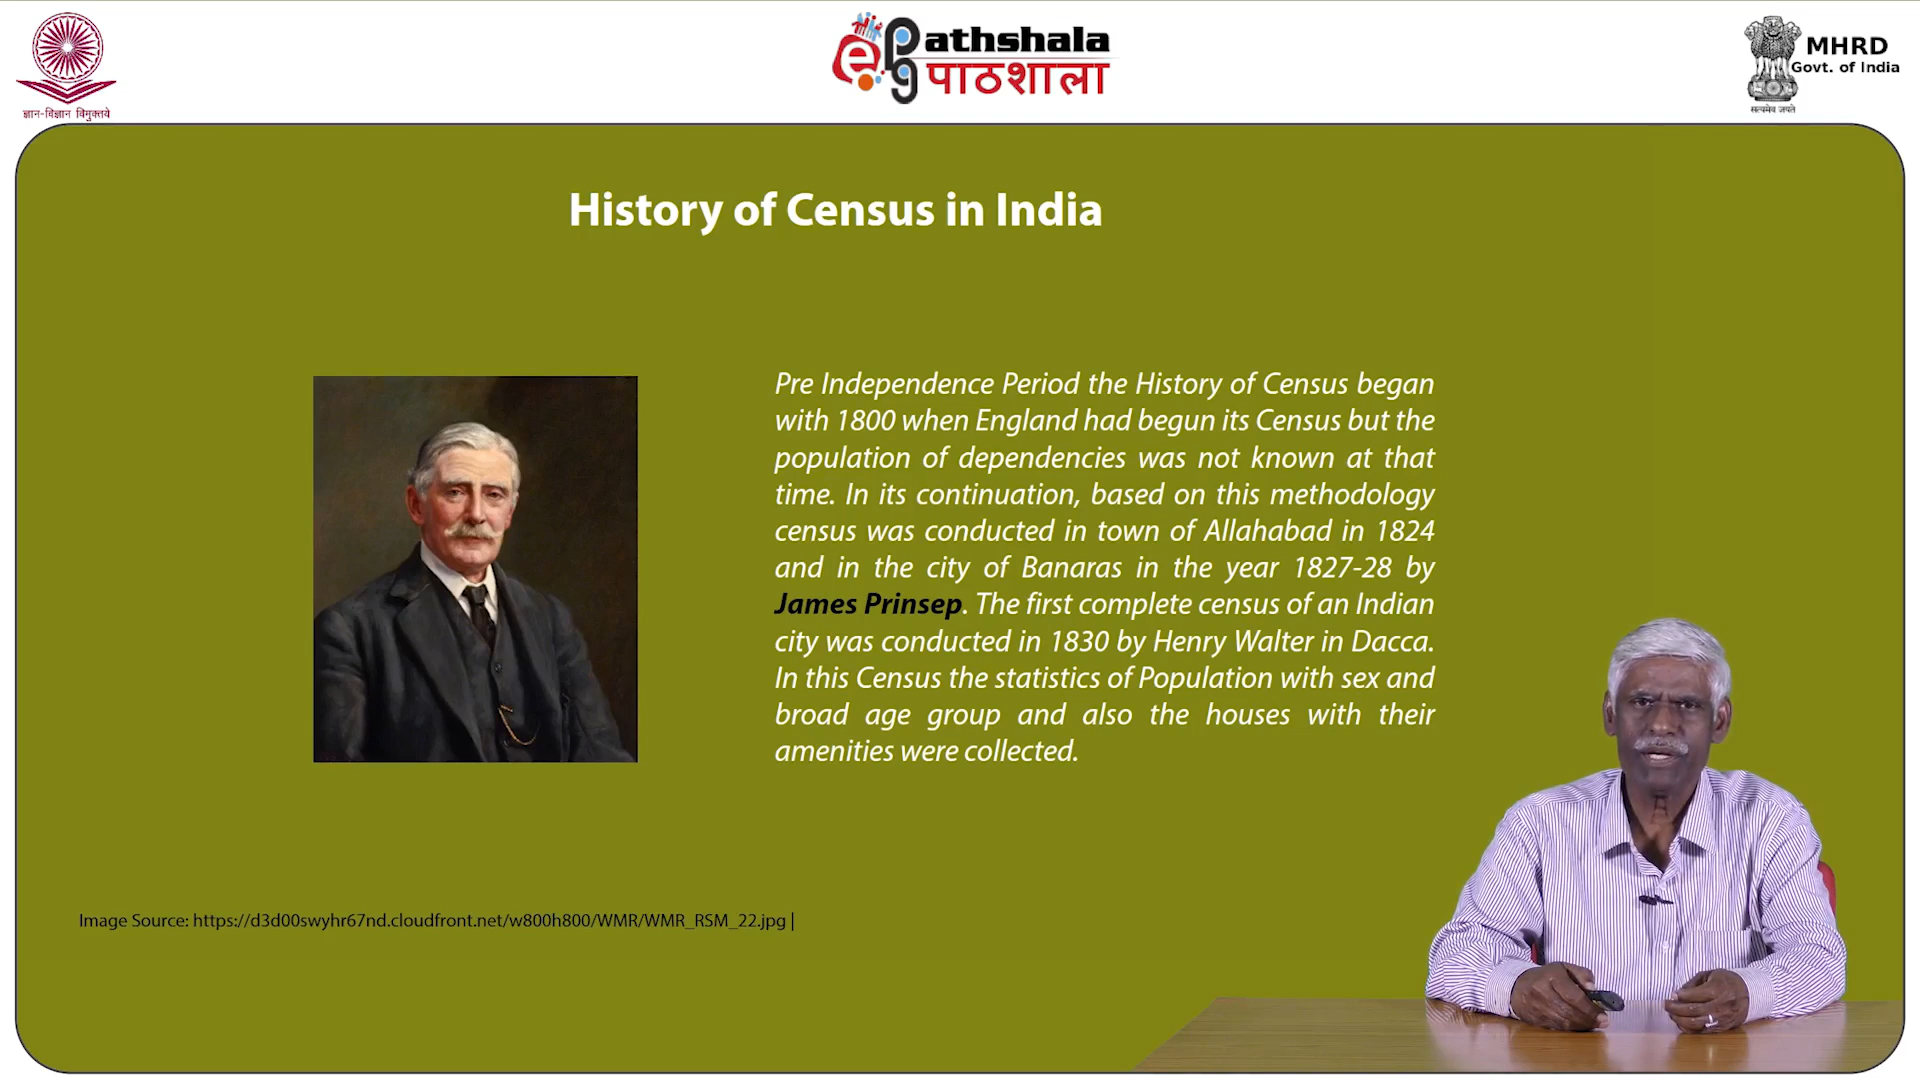 ज्ञान-विज्ञान विमुक्तये
e Pg athshala
पाठशाला
MHRD
Govt. of India
सत्यमेव जयते
History of Census in India
Pre Independence Period the History of Census began
with 1800 when England had begun its Census but the
population of dependencies was not known at that
time. In its continuation, based on this methodology
census was conducted in town of Allahabad in 1824
and in the city of Banaras in the year 1827-28 by
James Prinsep. The first complete census of an Indian
city was conducted in 1830 by Henry Walter in Dacca.
In this Census the statistics of Population with sex and
broad age group and also the houses with their
amenities were collected.
Image Source: https://d3d00swyhr67nd.cloudfront.net/w800h800/WMR/WMR_RSM_22.jpg |